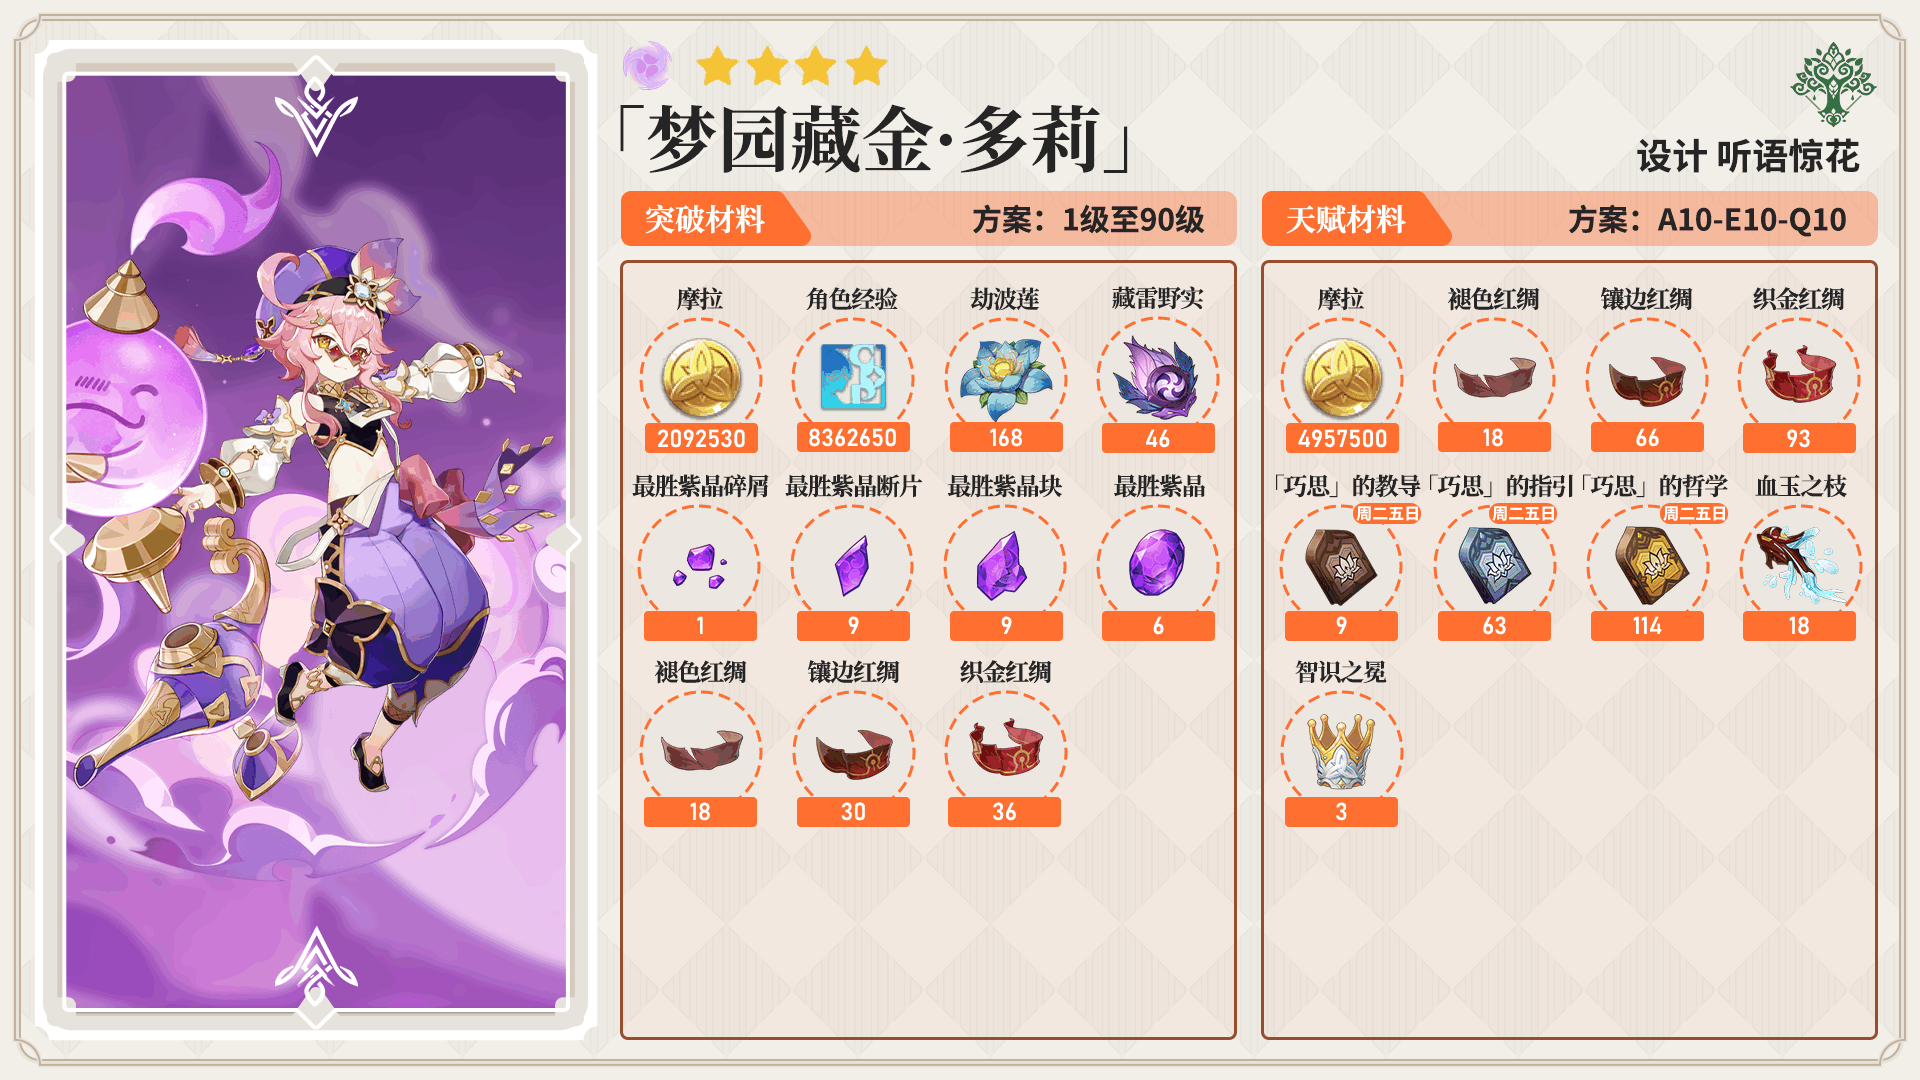 「梦园藏金·多莉」
设计 听语惊花
突破材料 方案：1级至90级
摩拉 角色经验 劫波莲 藏雷野实
2092530 8362650 168 46
最胜紫晶碎屑 最胜紫晶断片 最胜紫晶块 最胜紫晶
1 9 9 6
褪色红绸 镶边红绸 织金红绸
18 30 36
天赋材料 方案：A10-E10-Q10
摩拉 褪色红绸 镶边红绸 织金红绸
4957500 18 66 93
「巧思」的教导 「巧思」的指引 「巧思」的哲学 血玉之枝
周二五日 周二五日 周二五日
9 63 114 18
智识之冕
3